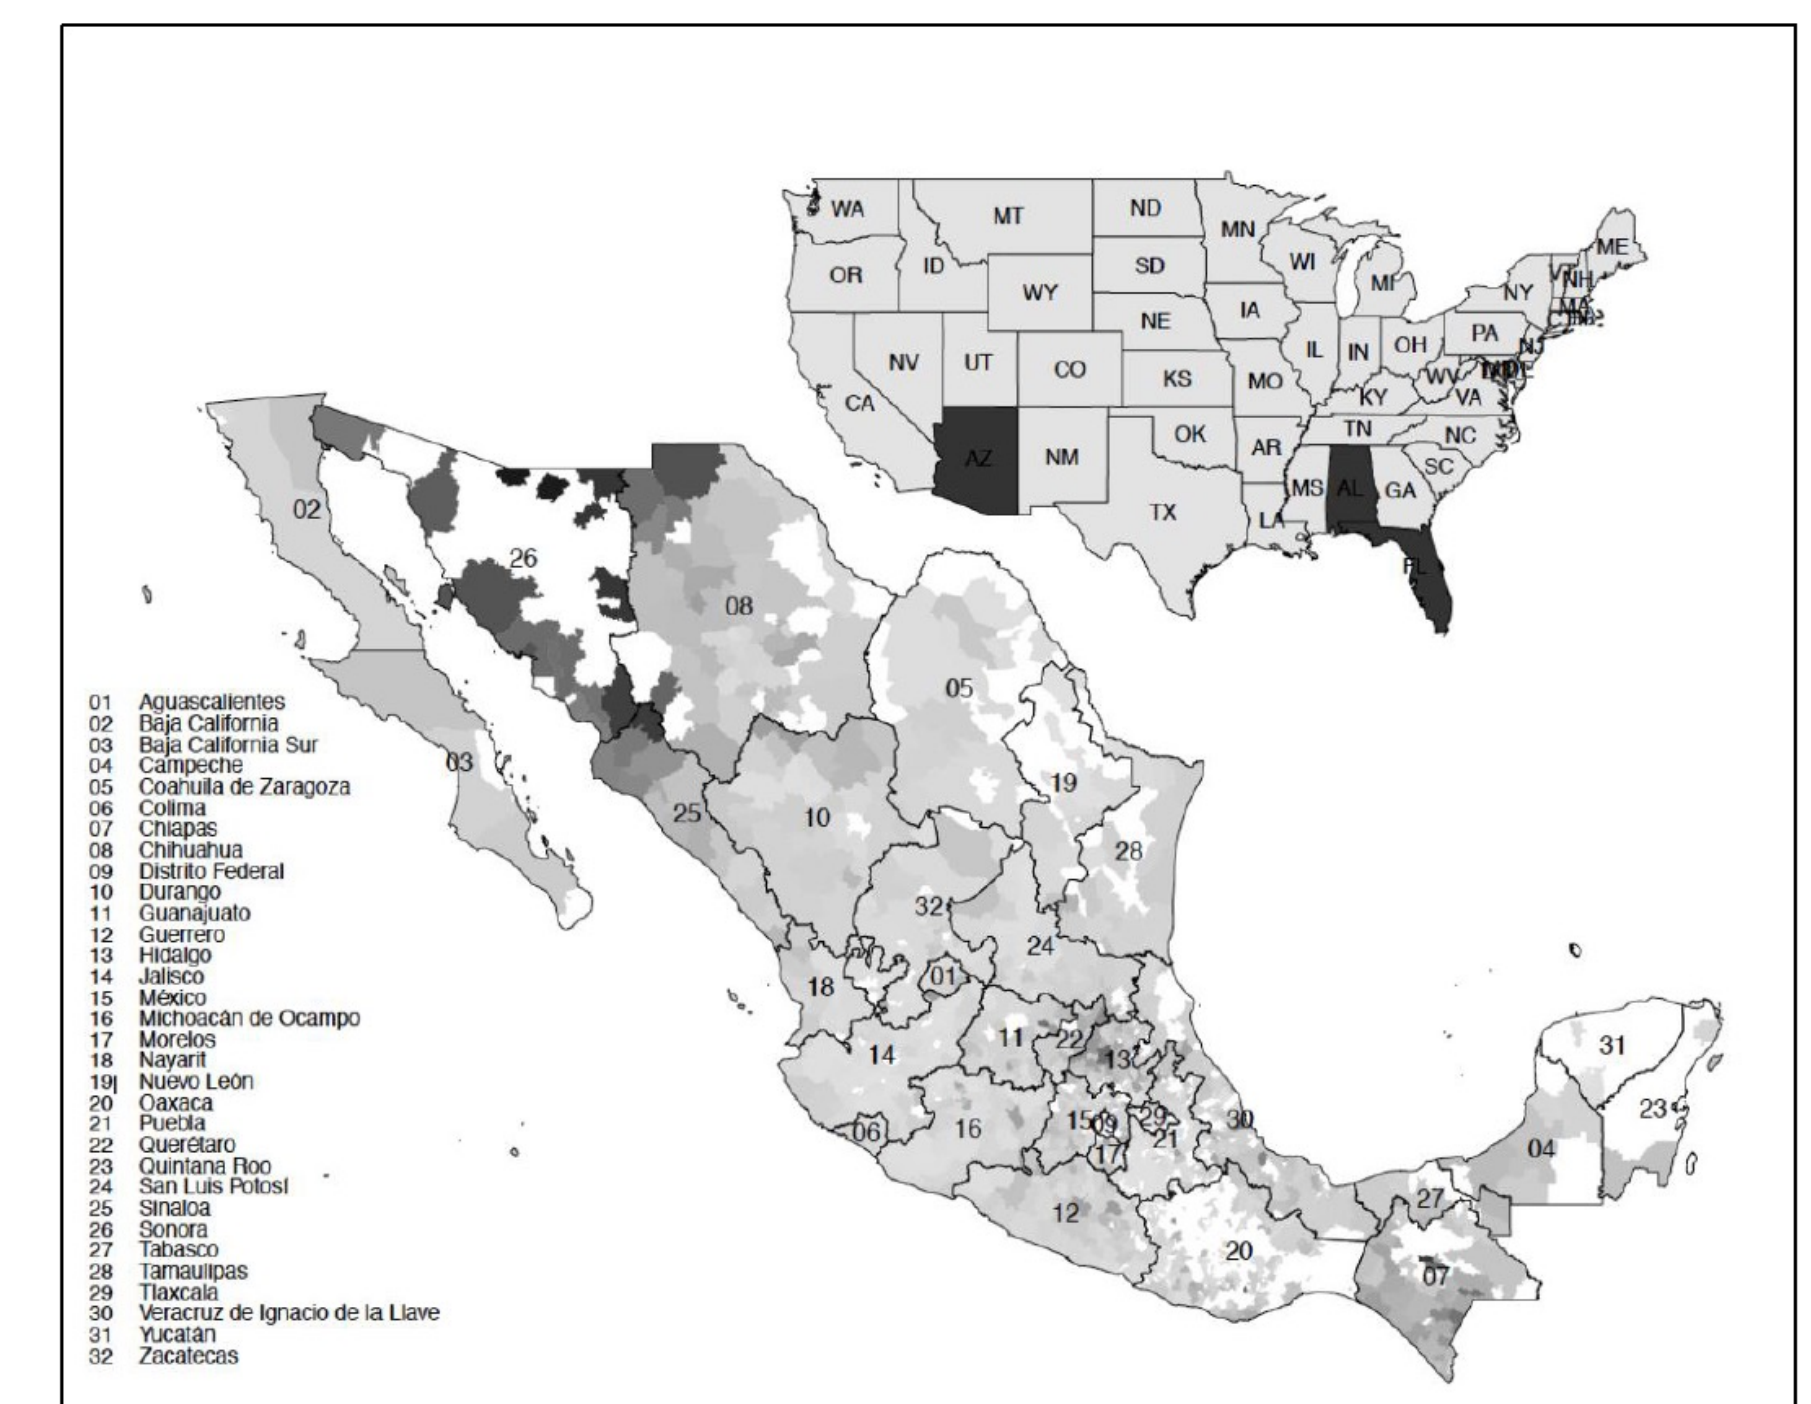 WA
MT
ND
MN
ME
OR
ID
SD
WI
MI
NY
NH
WY
IA
MA
NE
PA
NV
UT
CO
IL
IN
OH
NJ
KS
MO
WV
VA
CA
KY
AZ
NM
OK
AR
TN
NC
SC
MS
AL
GA
TX
LA
FL
02
26
08
05
03
19
25
10
28
32
24
01
18
11
22
13
14
31
06
16
15
09
29
21
30
17
23
04
12
27
20
07
01 Aguascalientes
02 Baja California
03 Baja California Sur
04 Campeche
05 Coahuila de Zaragoza
06 Colima
07 Chiapas
08 Chihuahua
09 Distrito Federal
10 Durango
11 Guanajuato
12 Guerrero
13 Hidalgo
14 Jalisco
15 México
16 Michoacán de Ocampo
17 Morelos
18 Nayarit
19 Nuevo León
20 Oaxaca
21 Puebla
22 Querétaro
23 Quintana Roo
24 San Luis Potosí
25 Sinaloa
26 Sonora
27 Tabasco
28 Tamaulipas
29 Tlaxcala
30 Veracruz de Ignacio de la Llave
31 Yucatán
32 Zacatecas